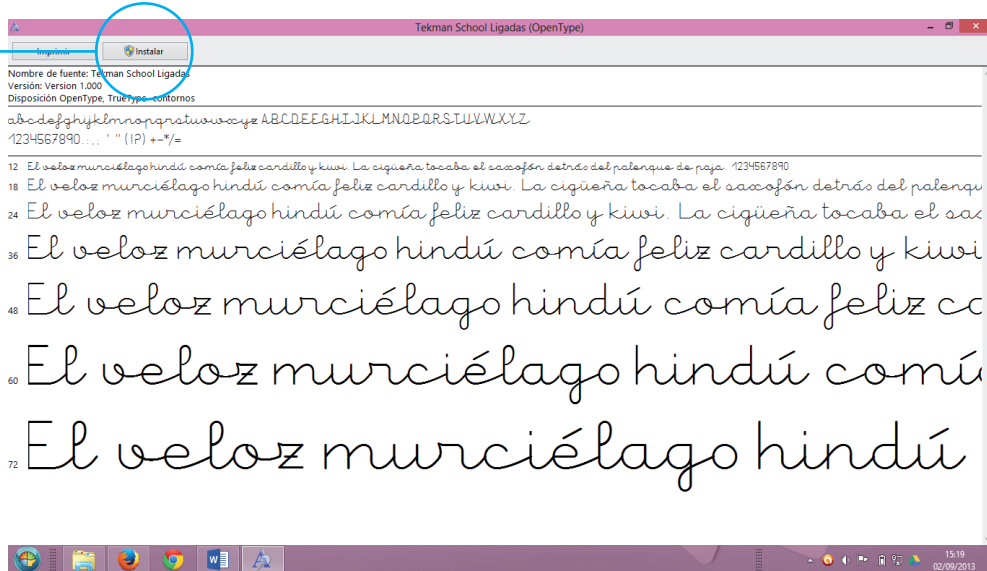 Tekman School Ligadas (OpenType)
Imprimir Instalar
Nombre de fuente: Tekman School Ligadas
Versión: Version 1.000
Disposición OpenType, TrueType contornos
abcdefghijklmnopqrstuvwxyz ABCDEFGHIJKLMNOPQRSTUVWXYZ
1234567890.:,; ' " (!?) +-*/=
12 El veloz murciélago hindú comía feliz cardillo y kiwi. La cigüeña tocaba el saxofón detrás del palenque de paja. 1234567890
18 El veloz murciélago hindú comía feliz cardillo y kiwi. La cigüeña tocaba el saxofón detrás del palenqu
24 El veloz murciélago hindú comía feliz cardillo y kiwi. La cigüeña tocaba el sax
36 El veloz murciélago hindú comía feliz cardillo y kiwi
48 El veloz murciélago hindú comía feliz ca
60 El veloz murciélago hindú comía
72 El veloz murciélago hindú
15:19
02/09/2013